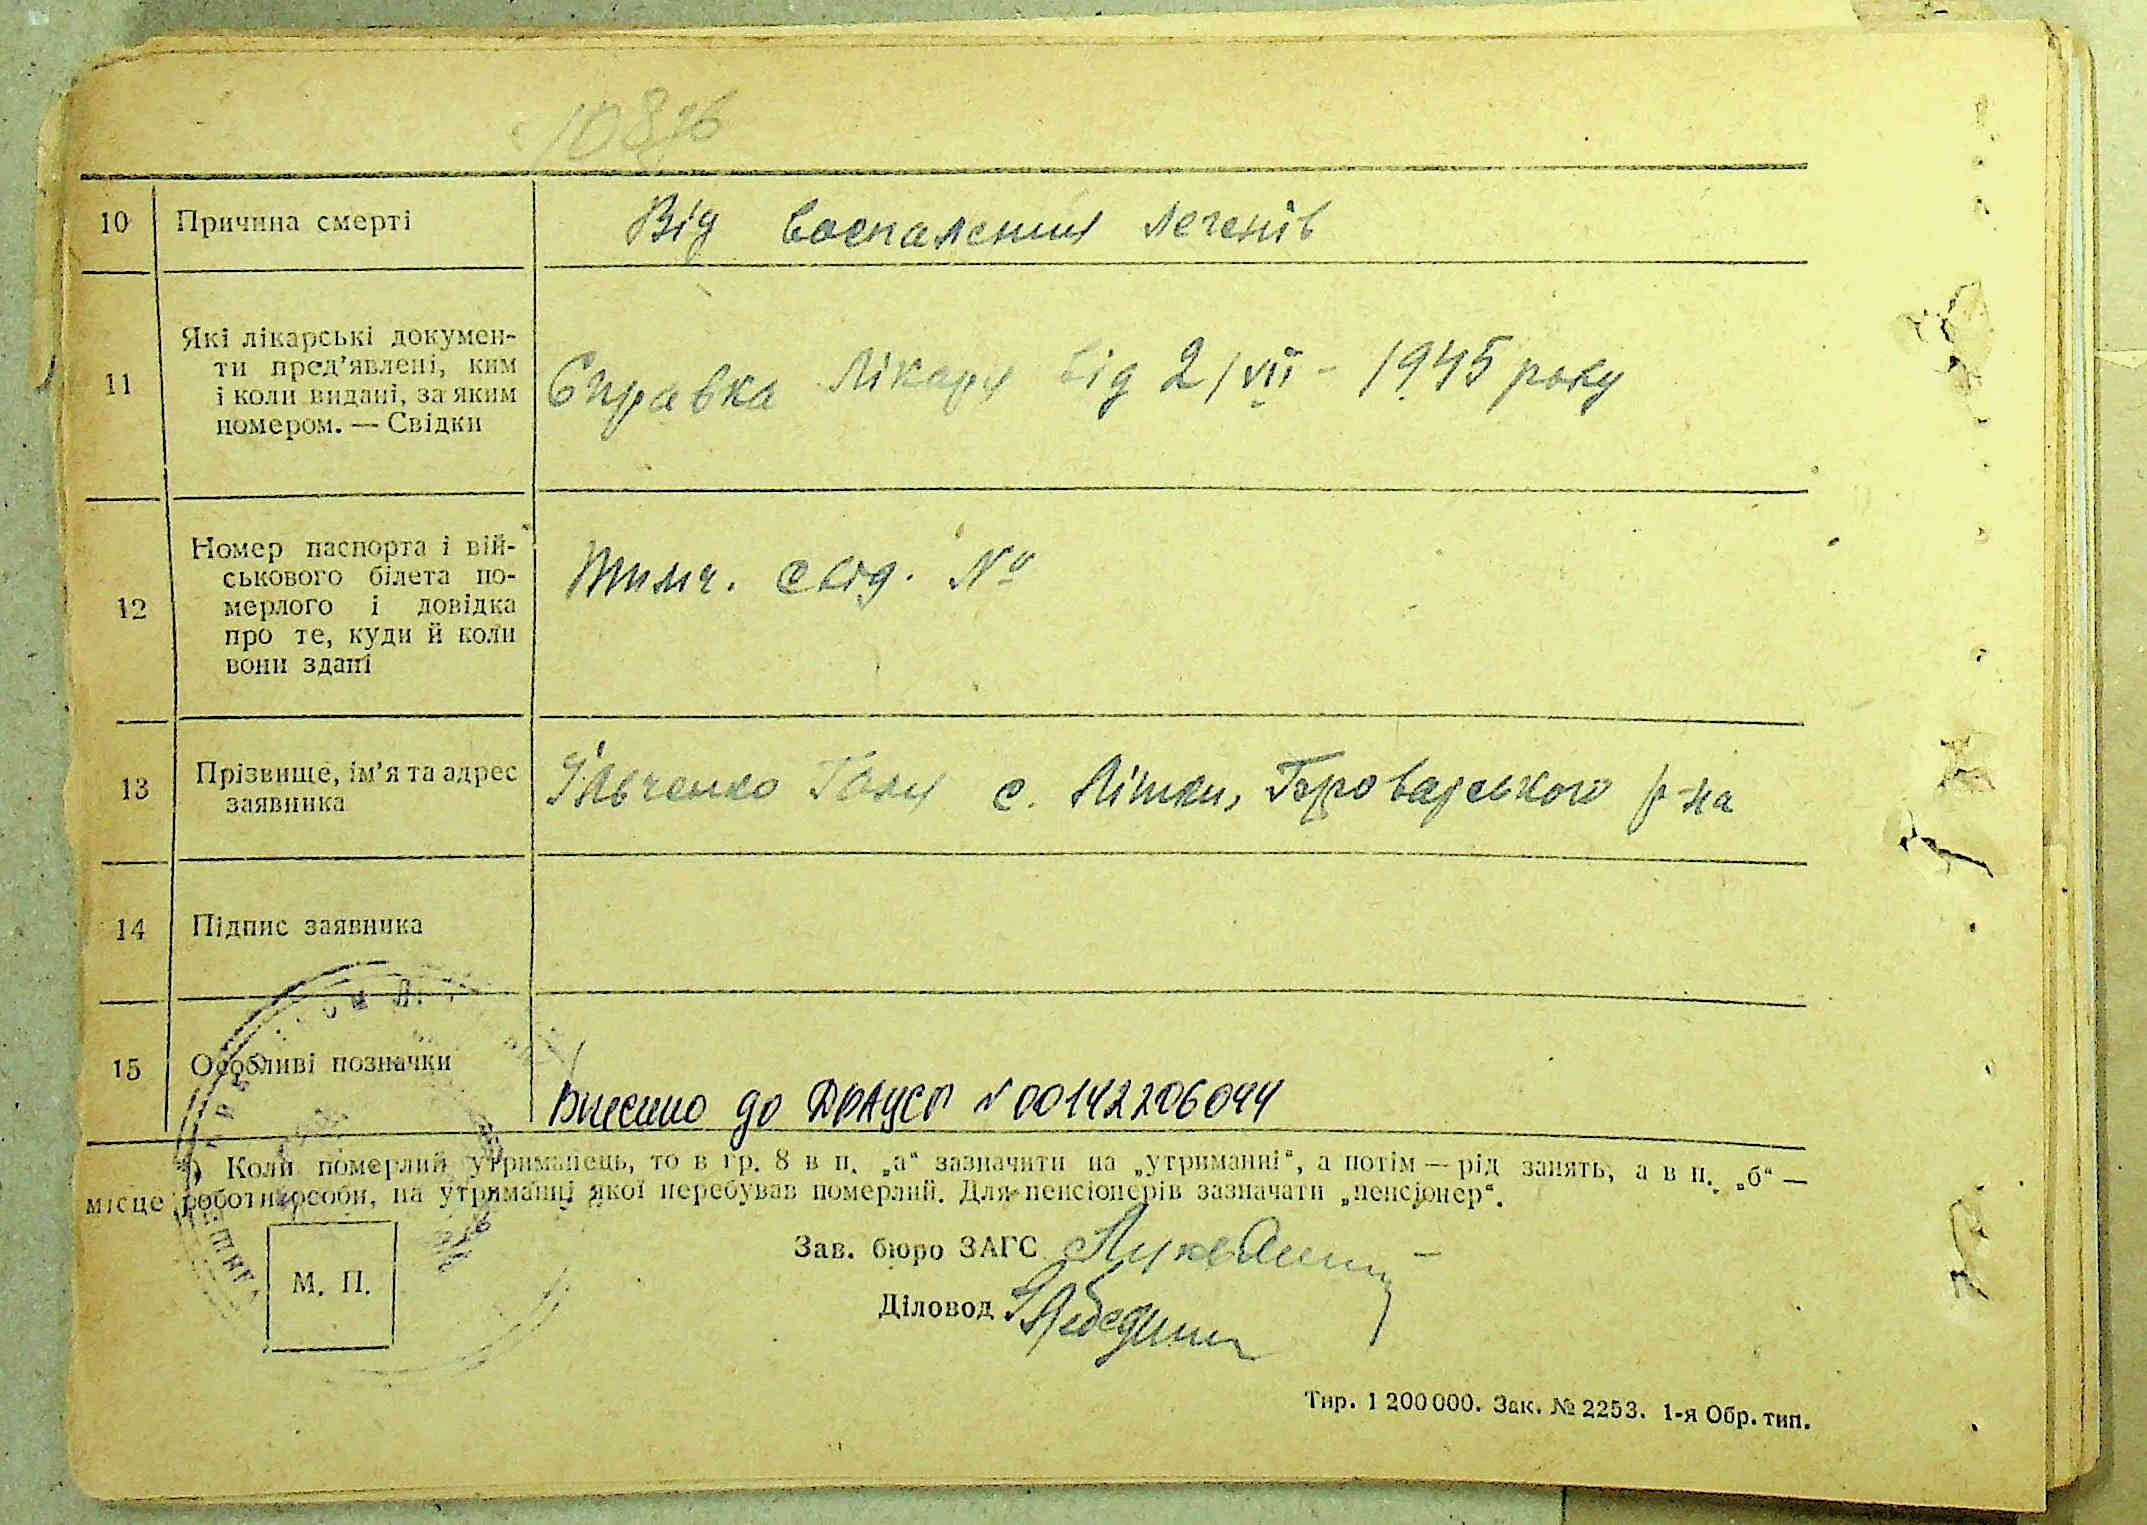 10 Причина смерті Від воспаления легенів
11 Які лікарські докумен-
ти пред'явлені, ким
і коли видані, за яким
номером. — Свідки
Справка Лікаря від 2/VII - 1945 року
12 Номер паспорта і вій-
ськового білета по-
мерлого і довідка
про те, куди й коли
вони здані
Тимч. свід. №
13 Прізвище, ім'я та адрес
заявника
Ільченко Галя с. Літки, Броварського р-на
14 Підпис заявника
15 Особливі позначки
Внесено до ДРАЦСГ N 00142206044
¹) Коли померлий утриманець, то в гр. 8 в п. „а“ зазначити на „утриманні“, а потім — рід занять, а в п. „б“ —
місце роботи особи, на утриманні якої перебував померлий. Для пенсіонерів зазначати „пенсіонер“.
Зав. бюро ЗАГС
Діловод
М. П.
Тир. 1 200 000. Зак. № 2253. 1-я Обр. тип.